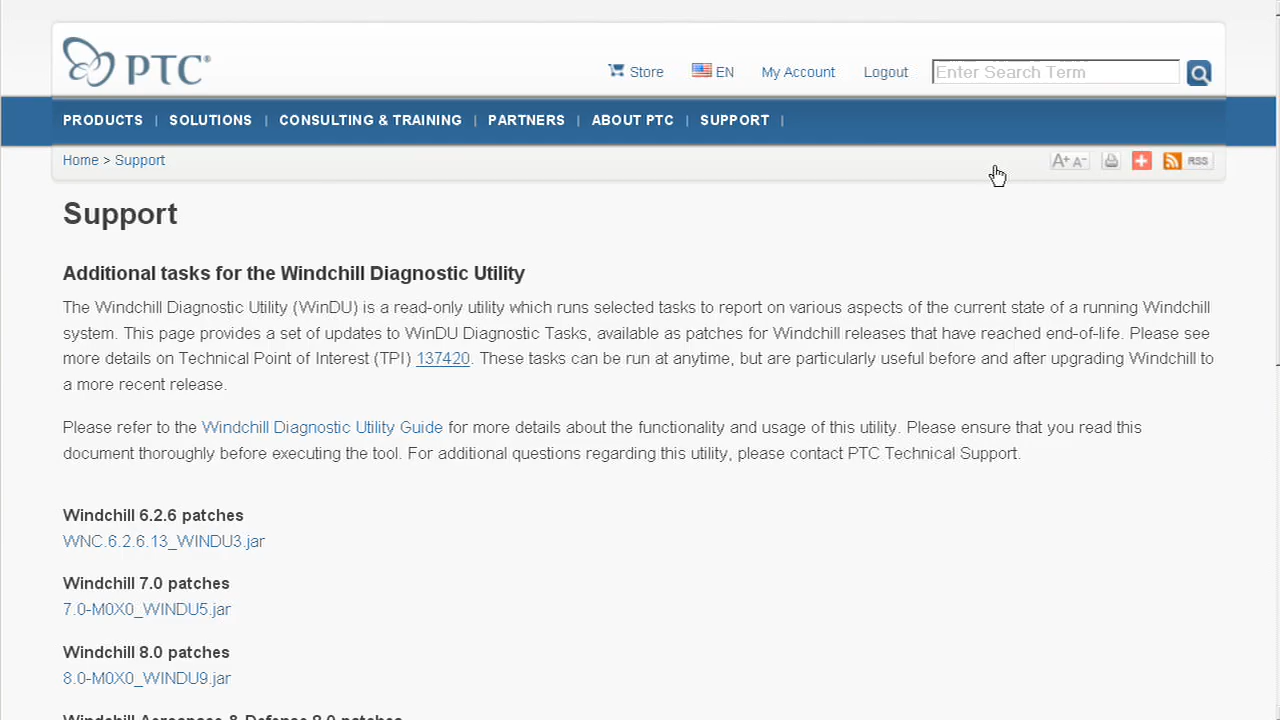 PTC®
Store EN My Account Logout Enter Search Term
PRODUCTS | SOLUTIONS | CONSULTING & TRAINING | PARTNERS | ABOUT PTC | SUPPORT |
Home > Support A+ A- RSS
Support
Additional tasks for the Windchill Diagnostic Utility
The Windchill Diagnostic Utility (WinDU) is a read-only utility which runs selected tasks to report on various aspects of the current state of a running Windchill
system. This page provides a set of updates to WinDU Diagnostic Tasks, available as patches for Windchill releases that have reached end-of-life. Please see
more details on Technical Point of Interest (TPI) 137420. These tasks can be run at anytime, but are particularly useful before and after upgrading Windchill to
a more recent release.
Please refer to the Windchill Diagnostic Utility Guide for more details about the functionality and usage of this utility. Please ensure that you read this
document thoroughly before executing the tool. For additional questions regarding this utility, please contact PTC Technical Support.
Windchill 6.2.6 patches
WNC.6.2.6.13_WINDU3.jar
Windchill 7.0 patches
7.0-M0X0_WINDU5.jar
Windchill 8.0 patches
8.0-M0X0_WINDU9.jar
Windchill Aerospace & Defense 8.0 patches